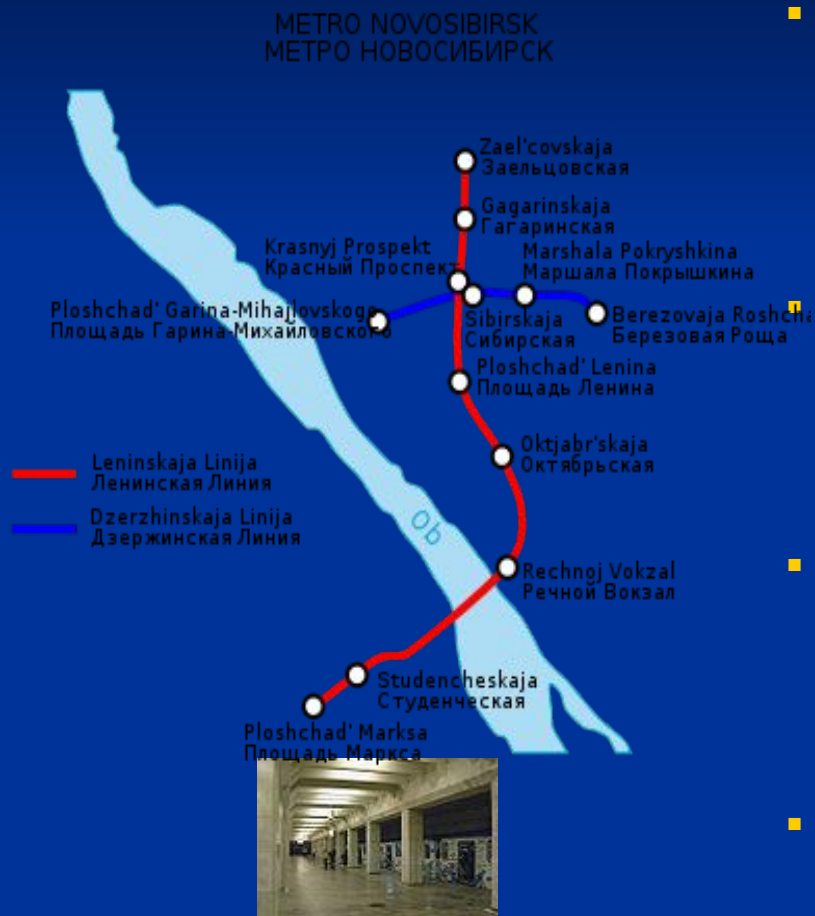 METRO NOVOSIBIRSK
МЕТРО НОВОСИБИРСК
Zael'covskaja
Заельцовская
Gagarinskaja
Гагаринская
Krasnyj Prospekt
Красный Проспект
Marshala Pokryshkina
Маршала Покрышкина
Ploshchad' Garina-Mihajlovskogo
Площадь Гарина-Михайловского
Sibirskaja
Сибирская
Berezovaja Roshcha
Березовая Роща
Ploshchad' Lenina
Площадь Ленина
Oktjabr'skaja
Октябрьская
Leninskaja Linija
Ленинская Линия
Dzerzhinskaja Linija
Дзержинская Линия
Ob
Rechnoj Vokzal
Речной Вокзал
Studencheskaja
Студенческая
Ploshchad' Marksa
Площадь Маркса